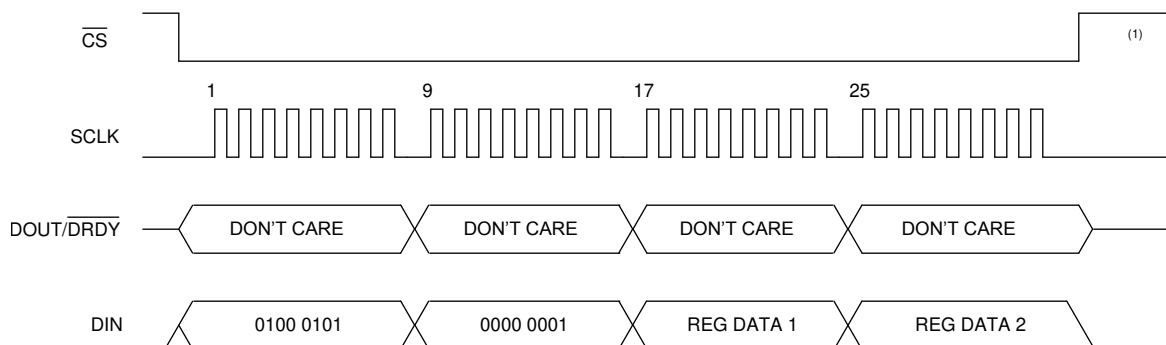 CS
(1)
1 9 17 25
SCLK
DOUT/DRDY DON'T CARE DON'T CARE DON'T CARE DON'T CARE
DIN 0100 0101 0000 0001 REG DATA 1 REG DATA 2